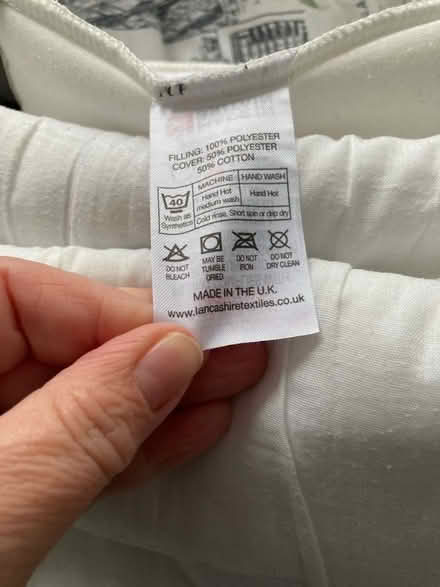 FILLING: 100% POLYESTER
COVER: 50% POLYESTER
50% COTTON
40
Wash as
Synthetics
MACHINE HAND WASH
Hand Hot
medium wash
Hand Hot
Cold rinse, Short spin or drip dry
DO NOT
BLEACH
MAY BE
TUMBLE
DRIED
DO NOT
IRON
DO NOT
DRY CLEAN
MADE IN THE U.K.
www.lancashiretextiles.co.uk